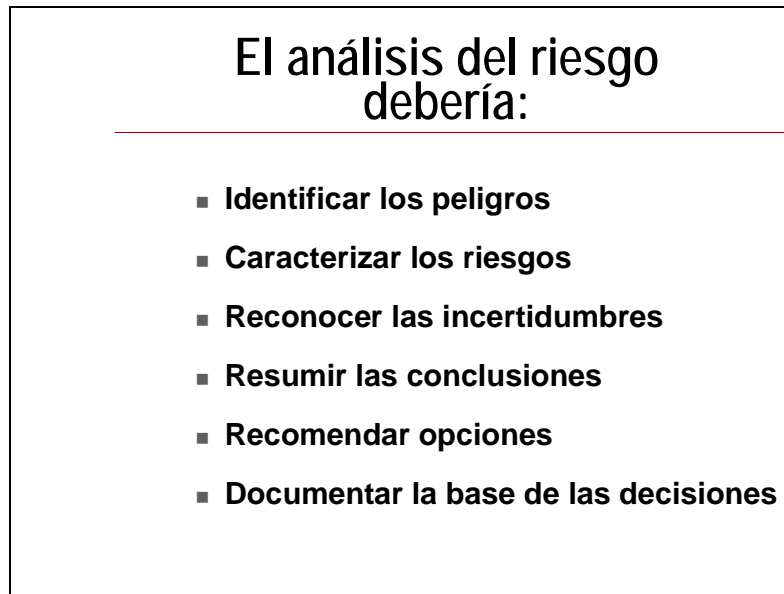 El análisis del riesgo
debería:
Identificar los peligros
Caracterizar los riesgos
Reconocer las incertidumbres
Resumir las conclusiones
Recomendar opciones
Documentar la base de las decisiones